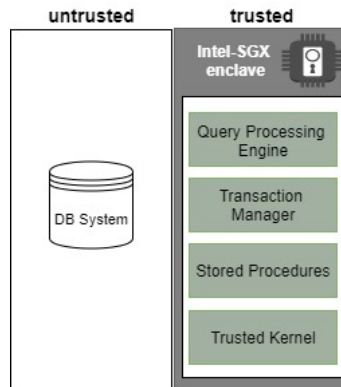 untrusted
trusted
Intel-SGX
enclave
DB System
Query Processing
Engine
Transaction
Manager
Stored Procedures
Trusted Kernel